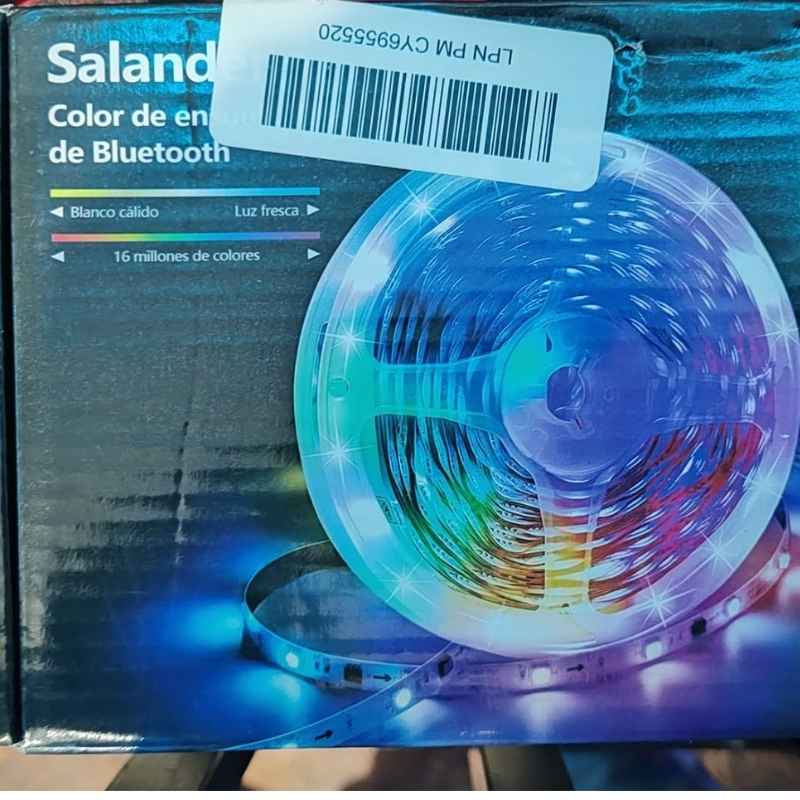 LPN PM CY6955520
Color de
de Bluetooth
Blanco cálido Luz fresca
16 millones de colores